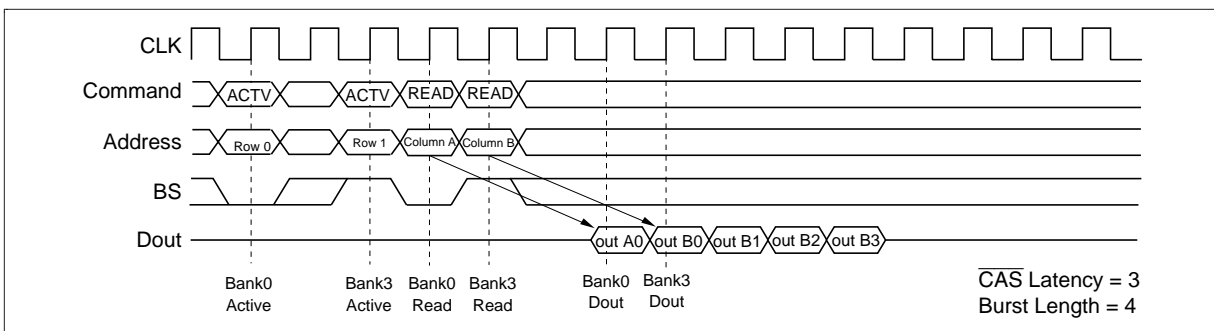 CLK
Command ACTV ACTV READ READ
Address Row 0 Row 1 Column A Column B
BS
Dout out A0 out B0 out B1 out B2 out B3
Bank0 Active
Bank3 Active
Bank0 Read
Bank3 Read
Bank0 Dout
Bank3 Dout
CAS Latency = 3
Burst Length = 4